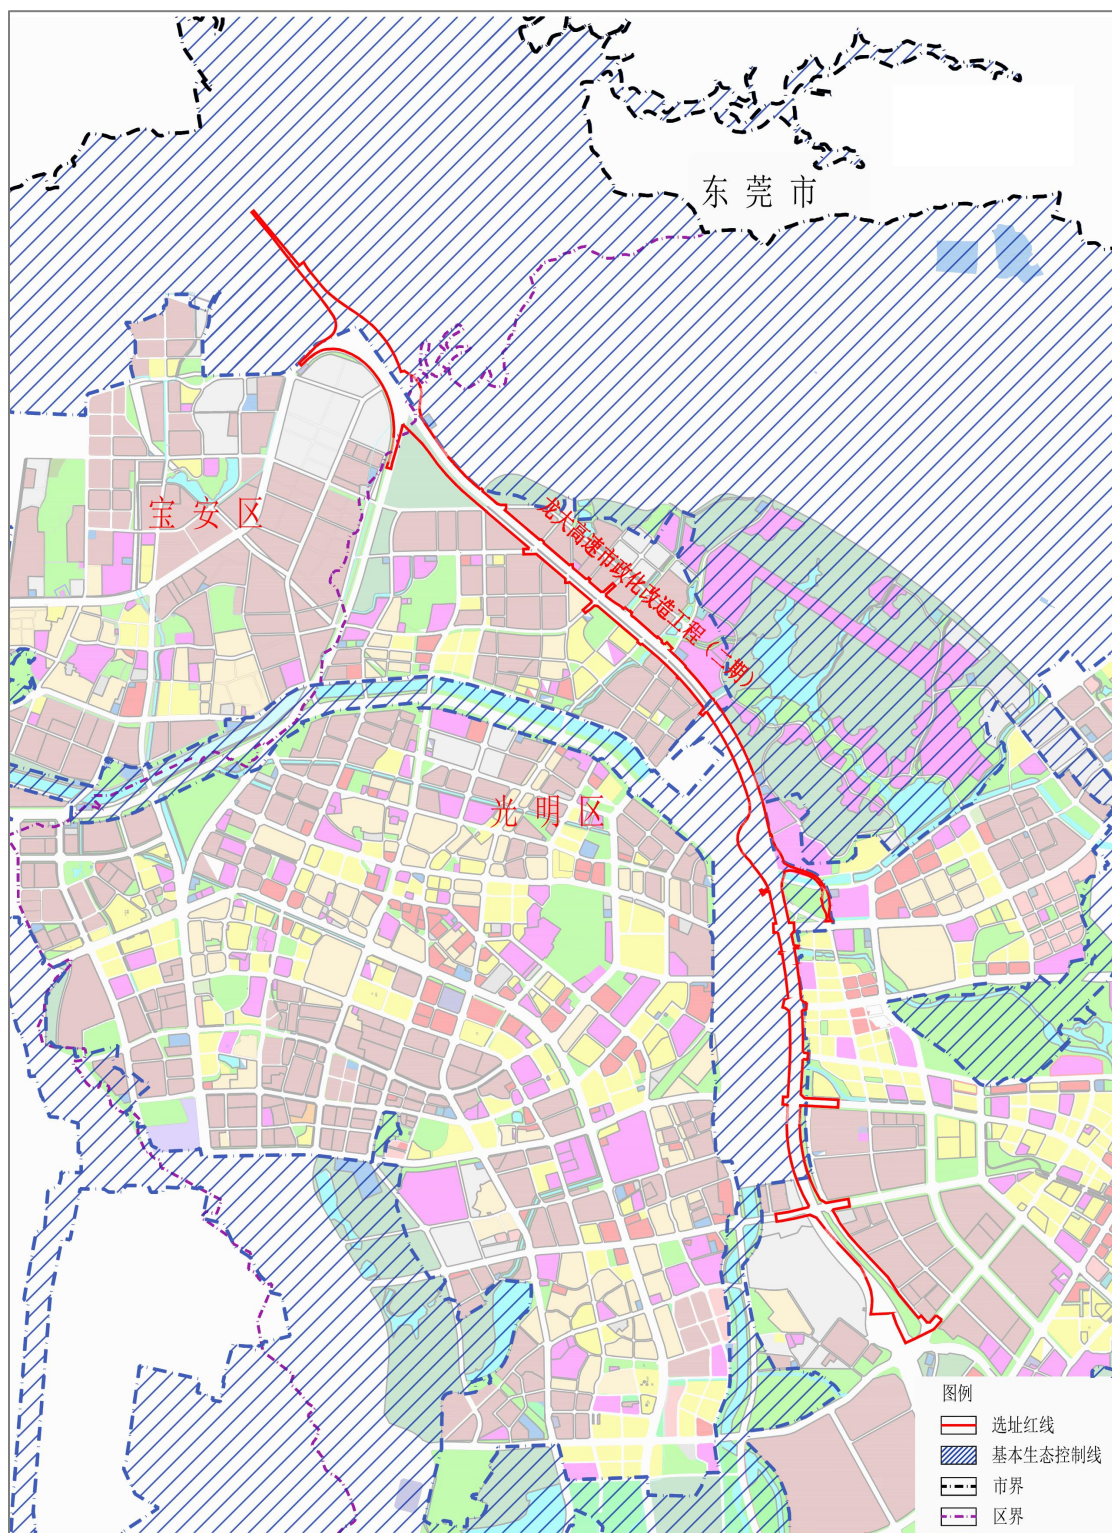 东莞市
宝安区
龙大高速市政化改造工程（二期）
光明区
图例
选址红线
基本生态控制线
市界
区界